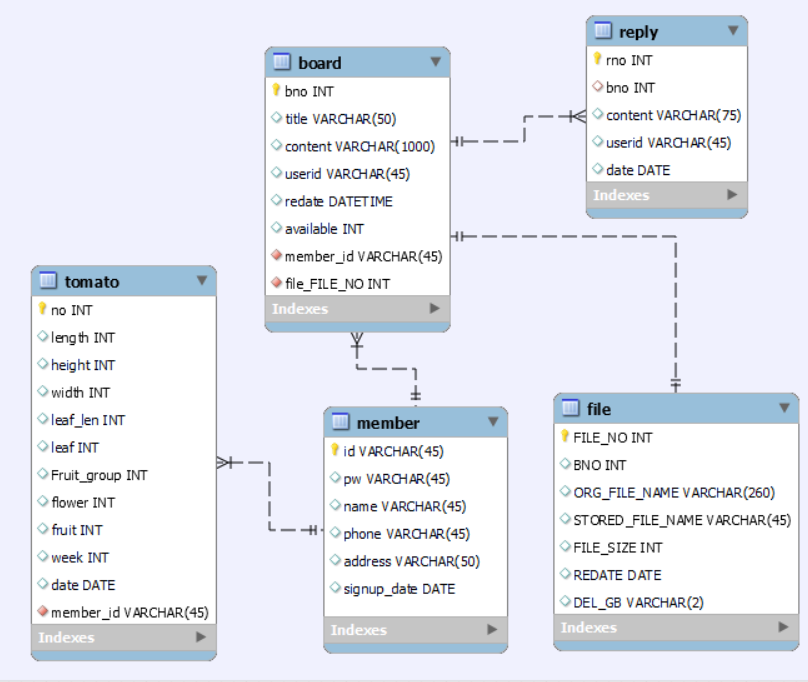 board
bno INT
title VARCHAR(50)
content VARCHAR(1000)
userid VARCHAR(45)
redate DATETIME
available INT
member_id VARCHAR(45)
file_FILE_NO INT
Indexes
reply
rno INT
bno INT
content VARCHAR(75)
userid VARCHAR(45)
date DATE
Indexes
tomato
no INT
length INT
height INT
width INT
leaf_len INT
leaf INT
Fruit_group INT
flower INT
fruit INT
week INT
date DATE
member_id VARCHAR(45)
Indexes
member
id VARCHAR(45)
pw VARCHAR(45)
name VARCHAR(45)
phone VARCHAR(45)
address VARCHAR(50)
signup_date DATE
Indexes
file
FILE_NO INT
BNO INT
ORG_FILE_NAME VARCHAR(260)
STORED_FILE_NAME VARCHAR(45)
FILE_SIZE INT
REDATE DATE
DEL_GB VARCHAR(2)
Indexes